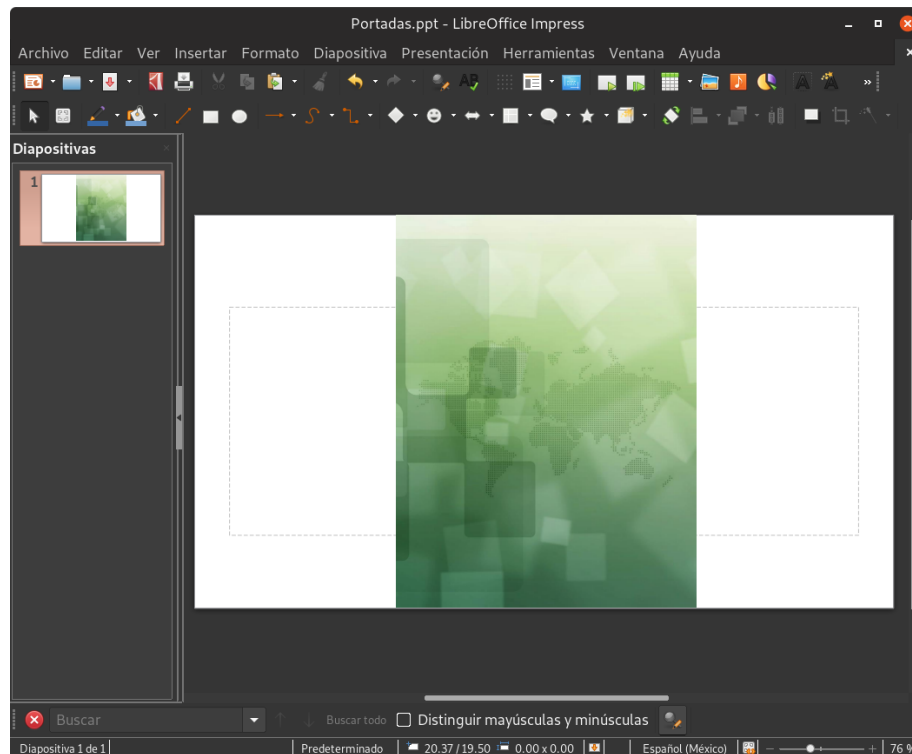 Portadas.ppt - LibreOffice Impress
Archivo Editar Ver Insertar Formato Diapositiva Presentación Herramientas Ventana Ayuda
Diapositivas
1
Buscar Buscar todo Distinguir mayúsculas y minúsculas
Diapositiva 1 de 1 Predeterminado 20.37 / 19.50 0.00 x 0.00 Español (México) 76 %